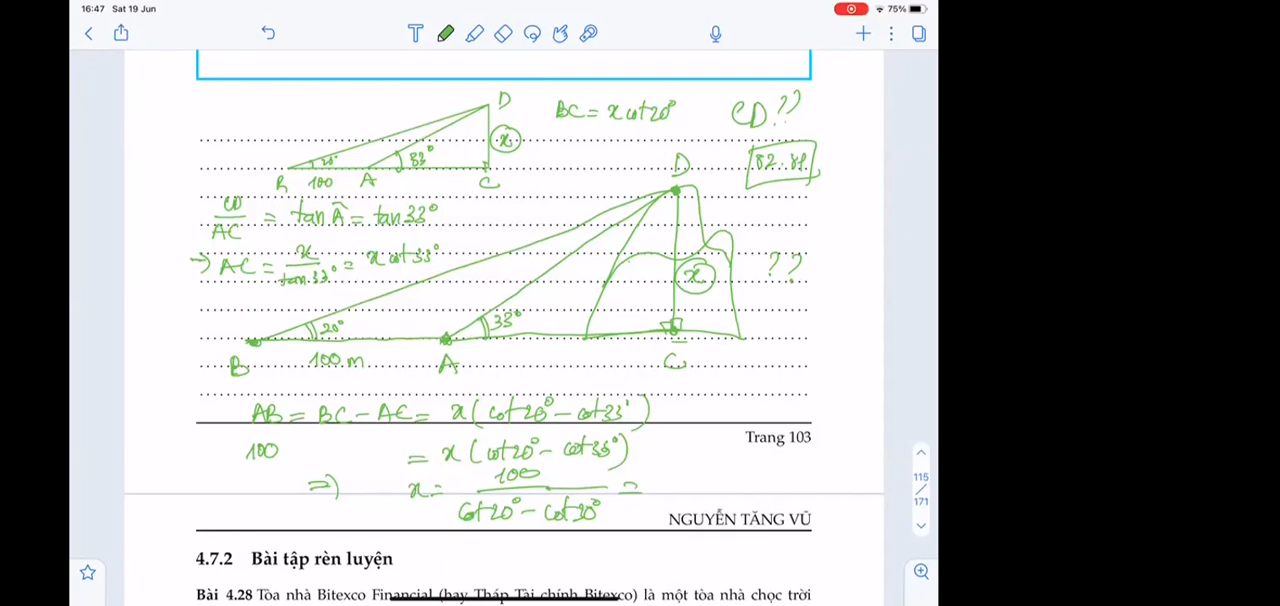 16:47 Sat 19 Jun
75%
D
BC = x cot 20°
CD??
x
20°
33°
82.81
B 100 A C
D
CD/AC = tan Â = tan 33°
→ AC = x/tan 33° = x cot 33°
x
??
20°
33°
B 100 m A C
AB = BC - AC = x(cot 20° - cot 33°)
Trang 103
100 = x(cot 20° - cot 33°)
⇒ x = 100/(cot 20° - cot 30°) =
115
/
171
NGUYỄN TĂNG VŨ
4.7.2 Bài tập rèn luyện
Bài 4.28 Tòa nhà Bitexco Financial (hay Tháp Tài chính Bitexco) là một tòa nhà chọc trời